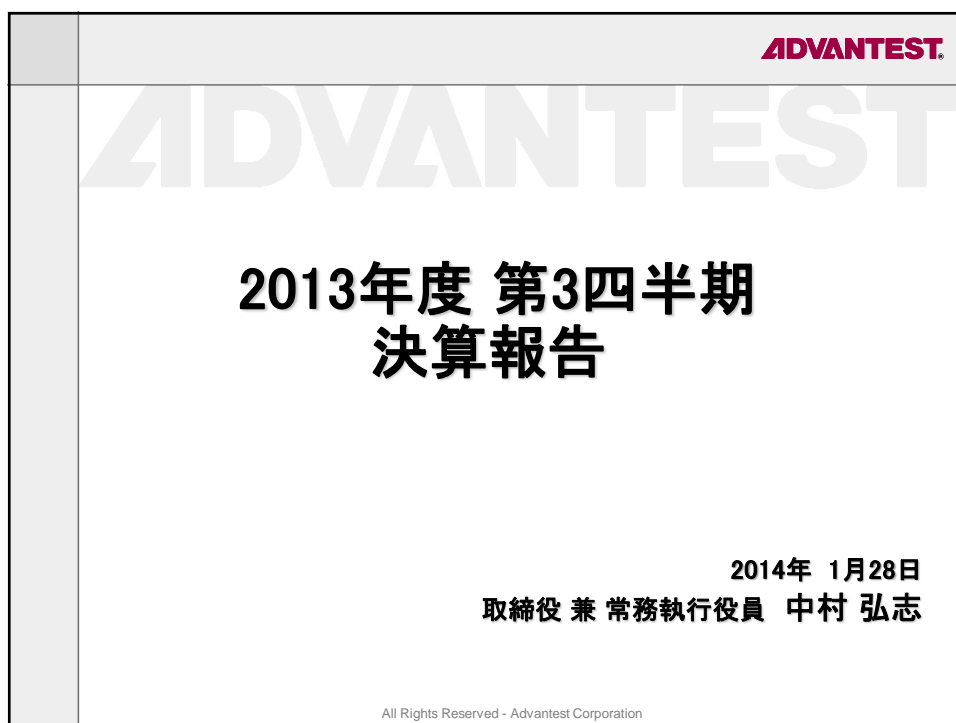 ADVANTEST®
ADVANTEST
2013年度 第3四半期
決算報告
2014年 1月28日
取締役 兼 常務執行役員 中村 弘志
All Rights Reserved - Advantest Corporation